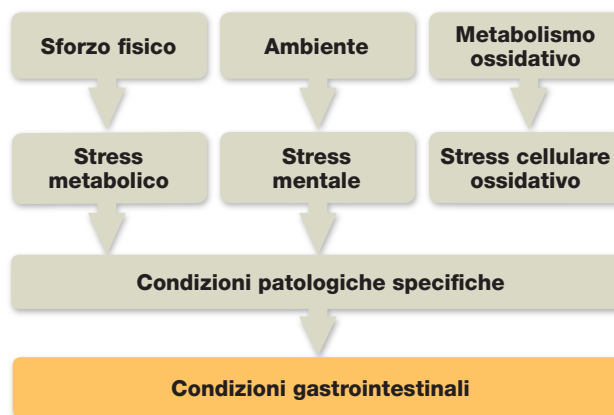 Sforzo fisico
Ambiente
Metabolismo
ossidativo
Stress
metabolico
Stress
mentale
Stress cellulare
ossidativo
Condizioni patologiche specifiche
Condizioni gastrointestinali